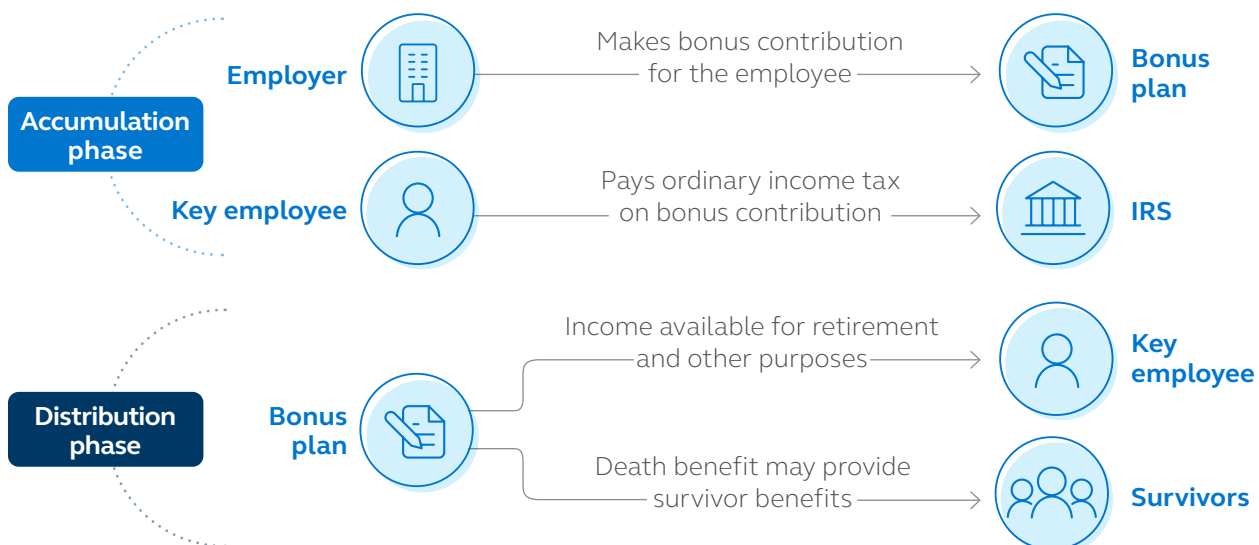 Accumulation
phase
Employer
Makes bonus contribution
for the employee
Bonus
plan
Key employee
Pays ordinary income tax
on bonus contribution
IRS
Distribution
phase
Bonus
plan
Income available for retirement
and other purposes
Key
employee
Death benefit may provide
survivor benefits
Survivors